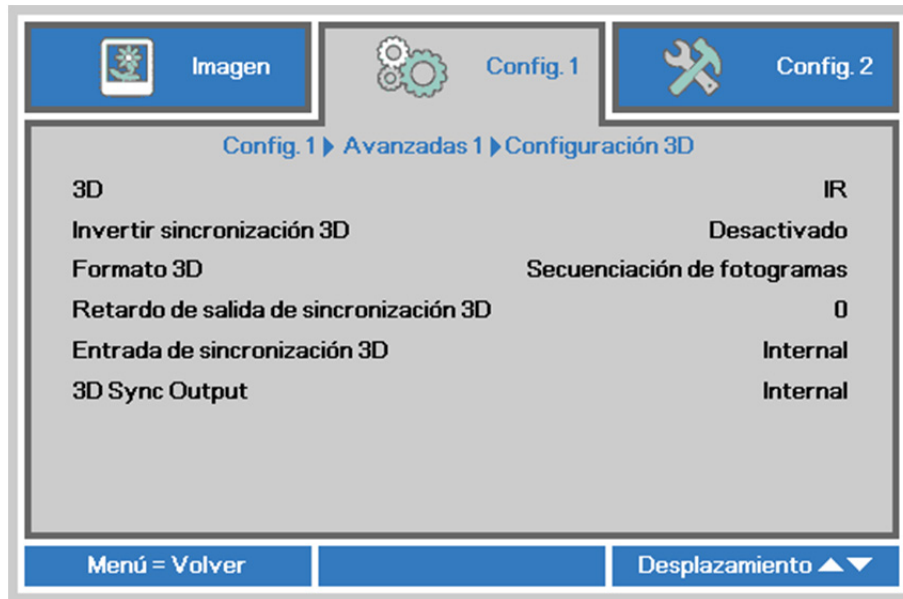 Imagen
Config. 1
Config. 2
Config. 1 ▶ Avanzadas 1 ▶ Configuración 3D
3D IR
Invertir sincronización 3D Desactivado
Formato 3D Secuenciación de fotogramas
Retardo de salida de sincronización 3D 0
Entrada de sincronización 3D Internal
3D Sync Output Internal
Menú = Volver
Desplazamiento ▲▼